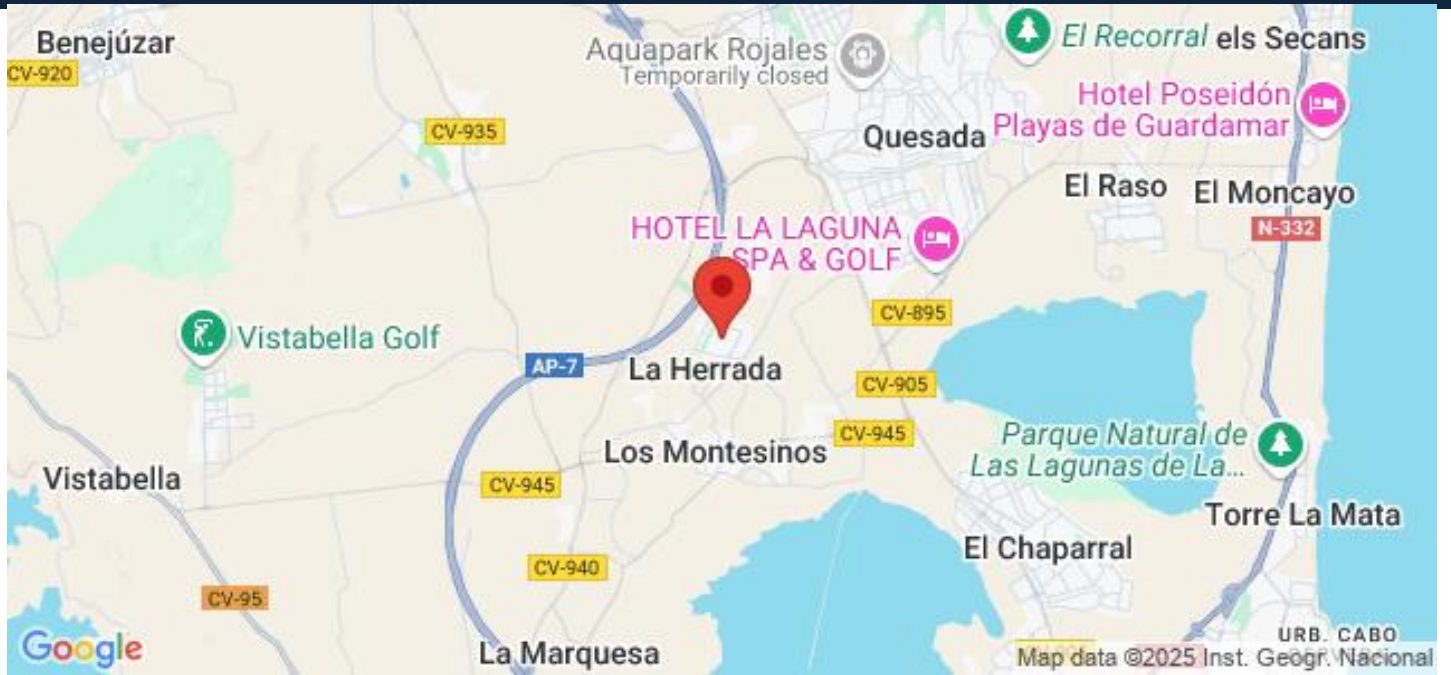 Benejúzar
CV-920
Aquapark Rojales
Temporarily closed
El Recorral
els Secans
Hotel Poseidón
Playas de Guardamar
CV-935
Quesada
El Raso
El Moncayo
N-332
HOTEL LA LAGUNA
SPA & GOLF
CV-895
Vistabella Golf
AP-7
La Herrada
CV-905
CV-945
Los Montesinos
Parque Natural de
Las Lagunas de La...
Vistabella
CV-945
Torre La Mata
El Chaparral
CV-940
CV-95
Google
La Marquesa
URB. CABO
Map data ©2025 Inst. Geogr. Nacional